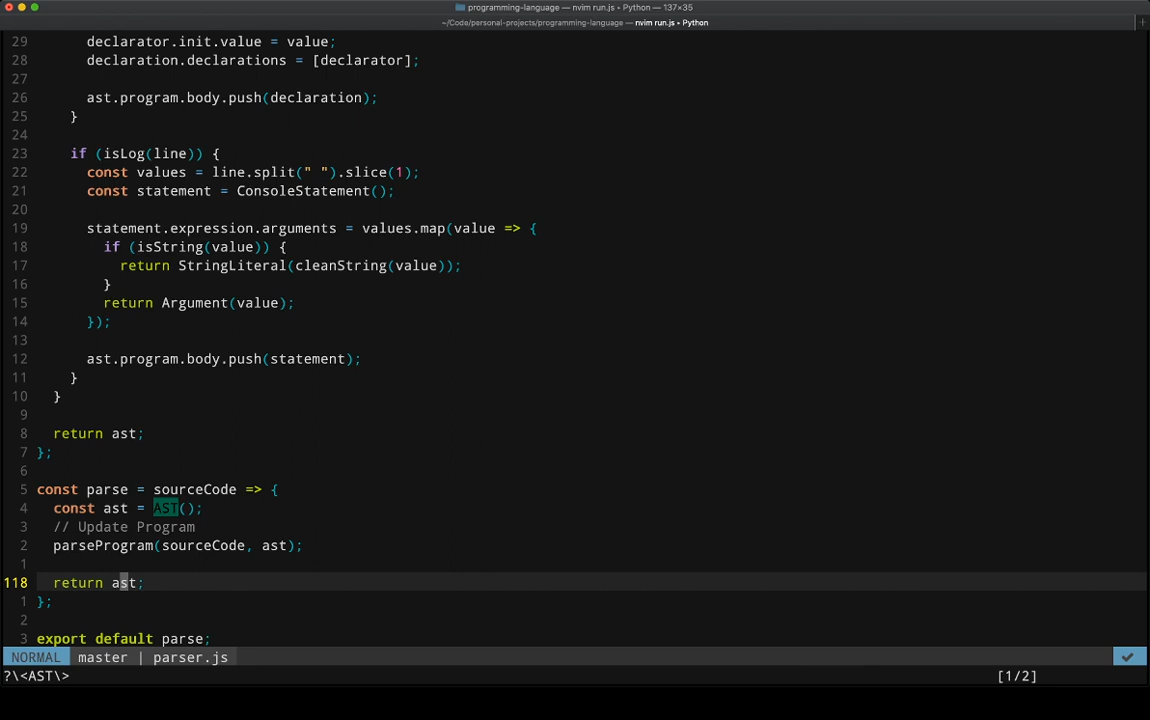 programming-language — nvim run.js • Python — 137×35
~/Code/personal-projects/programming-language — nvim run.js • Python
29 declarator.init.value = value;
28 declaration.declarations = [declarator];
27
26 ast.program.body.push(declaration);
25 }
24
23 if (isLog(line)) {
22 const values = line.split(" ").slice(1);
21 const statement = ConsoleStatement();
20
19 statement.expression.arguments = values.map(value => {
18 if (isString(value)) {
17 return StringLiteral(cleanString(value));
16 }
15 return Argument(value);
14 });
13
12 ast.program.body.push(statement);
11 }
10 }
9
8 return ast;
7 };
6
5 const parse = sourceCode => {
4 const ast = AST();
3 // Update Program
2 parseProgram(sourceCode, ast);
1
118 return ast;
1 };
2
3 export default parse;
NORMAL master | parser.js
?\<AST\> [1/2]